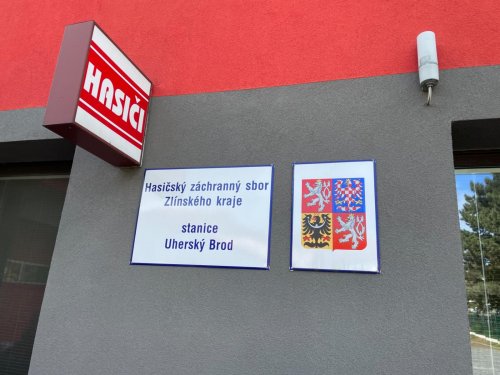 HASIČI
Hasičský záchranný sbor
Zlínského kraje
stanice
Uherský Brod